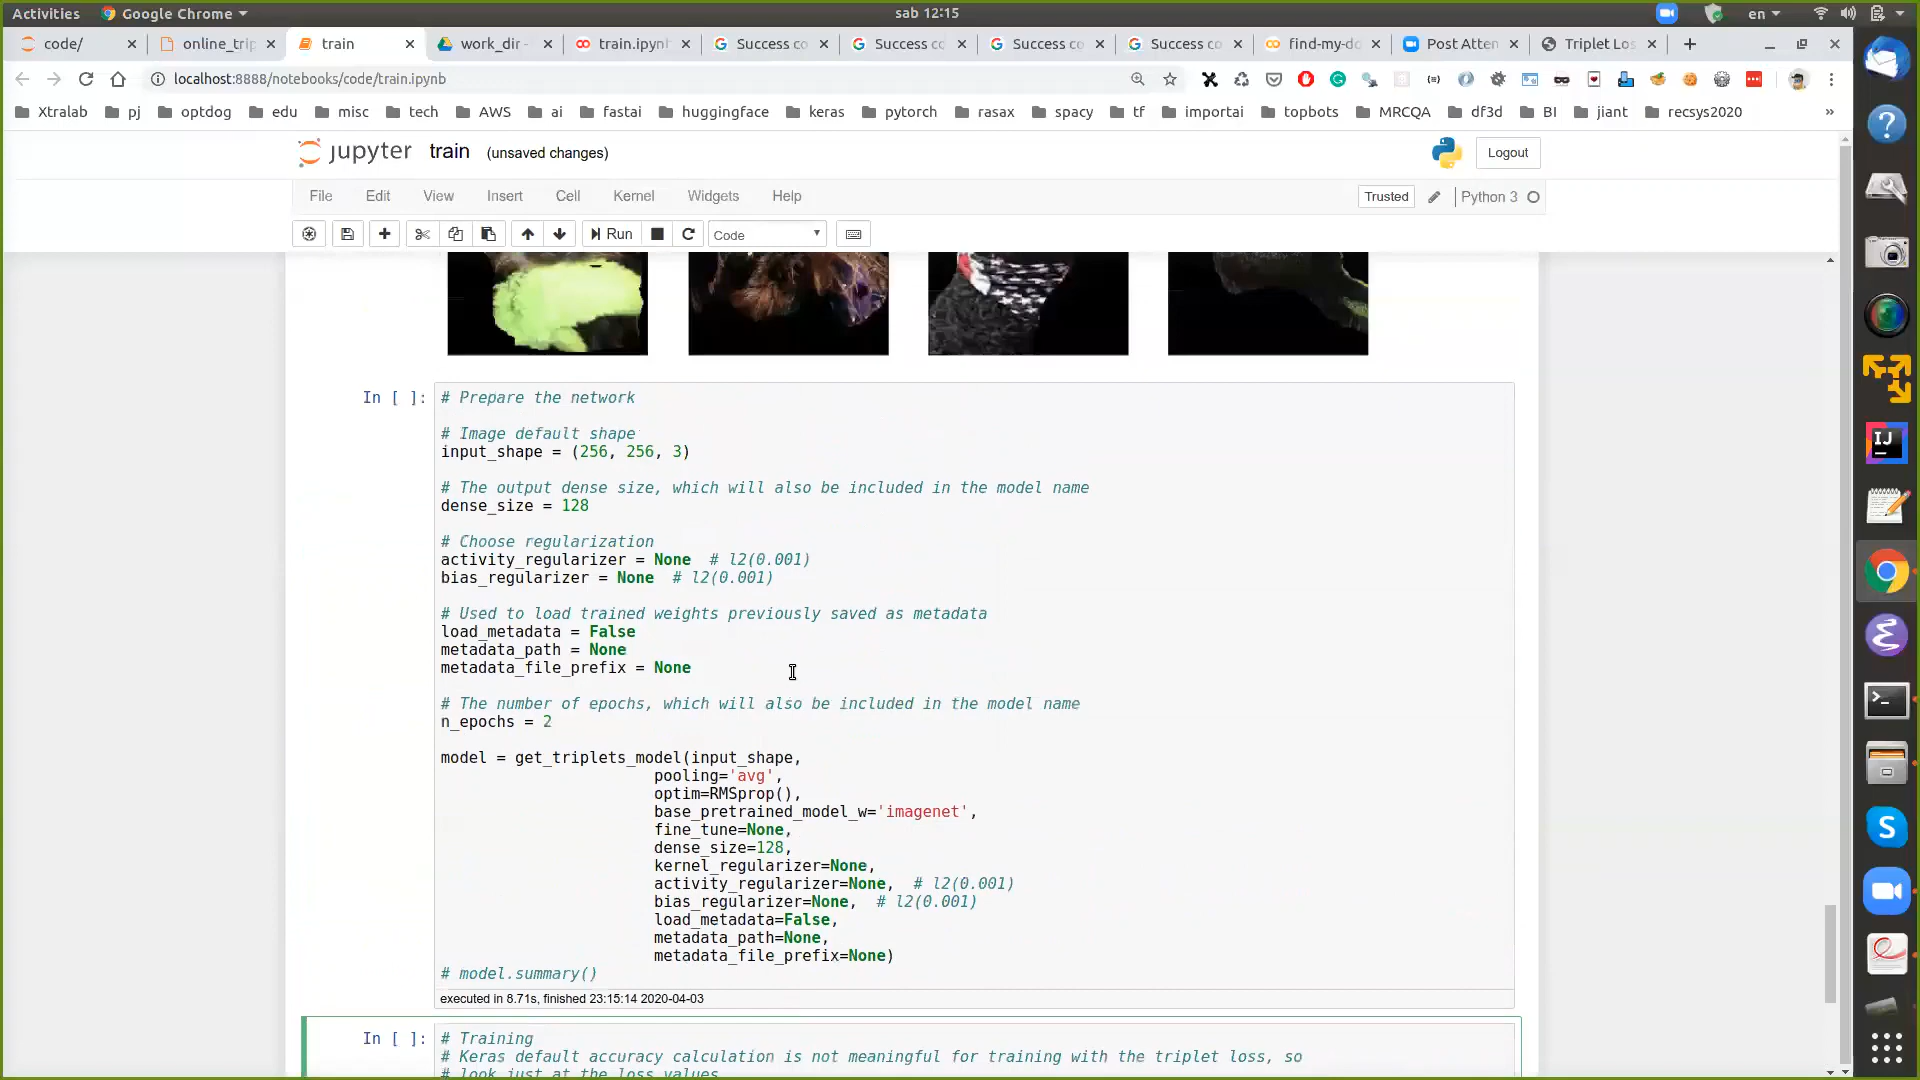 Activities
Google Chrome
sab 12:15
en
code/
online_trip
train
work_dir -
train.ipynb
Success co
Success co
Success co
Success co
find-my-do
Post Atten
Triplet Los
localhost:8888/notebooks/code/train.ipynb
Xtralab
pj
optdog
edu
misc
tech
AWS
ai
fastai
huggingface
keras
pytorch
rasax
spacy
tf
importai
topbots
MRCQA
df3d
BI
jiant
recsys2020
»
jupyter train (unsaved changes)
Logout
File Edit View Insert Cell Kernel Widgets Help
Trusted
Python 3
Run
Code
In [ ]:
# Prepare the network
# Image default shape
input_shape = (256, 256, 3)
# The output dense size, which will also be included in the model name
dense_size = 128
# Choose regularization
activity_regularizer = None  # l2(0.001)
bias_regularizer = None  # l2(0.001)
# Used to load trained weights previously saved as metadata
load_metadata = False
metadata_path = None
metadata_file_prefix = None
# The number of epochs, which will also be included in the model name
n_epochs = 2
model = get_triplets_model(input_shape,
pooling='avg',
optim=RMSprop(),
base_pretrained_model_w='imagenet',
fine_tune=None,
dense_size=128,
kernel_regularizer=None,
activity_regularizer=None,  # l2(0.001)
bias_regularizer=None,  # l2(0.001)
load_metadata=False,
metadata_path=None,
metadata_file_prefix=None)
# model.summary()
executed in 8.71s, finished 23:15:14 2020-04-03
In [ ]:
# Training
# Keras default accuracy calculation is not meaningful for training with the triplet loss, so
# look just at the loss values
IJ